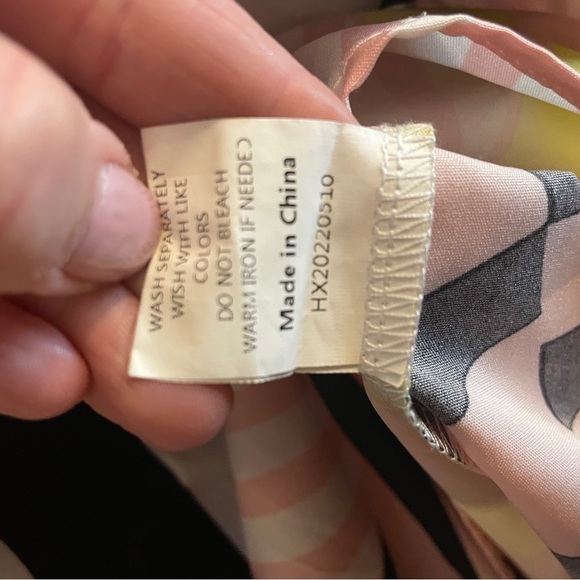 WASH SEPARATELY
WISH WITH LIKE
COLORS
DO NOT BLEACH
WARM IRON IF NEEDED
Made in China
HX20220510